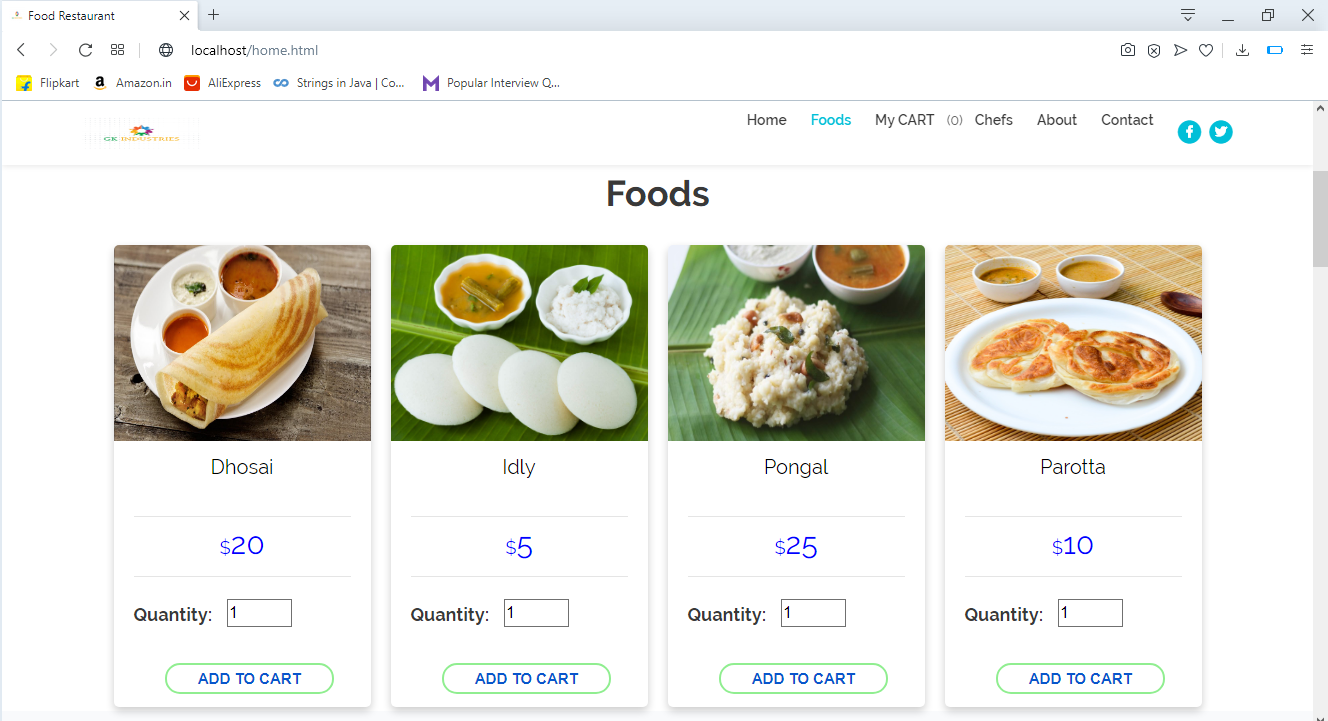 Food Restaurant
localhost/home.html
Flipkart Amazon.in AliExpress Strings in Java | Co... Popular Interview Q...
GK INDUSTRIES
Home Foods My CART (0) Chefs About Contact
Foods
Dhosai Idly Pongal Parotta
$20 $5 $25 $10
Quantity: 1 Quantity: 1 Quantity: 1 Quantity: 1
ADD TO CART ADD TO CART ADD TO CART ADD TO CART